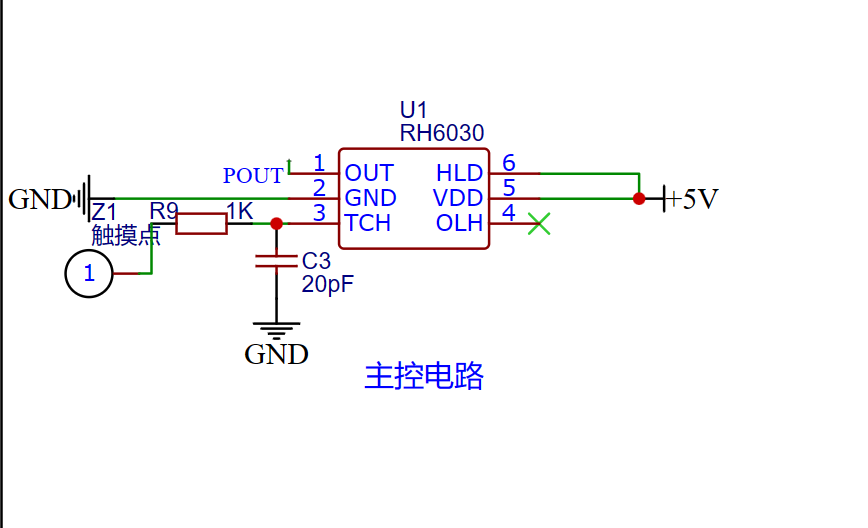 U1
RH6030
POUT
1
OUT
HLD
6
GND
2
GND
VDD
5
+5V
Z1
R9
1K
3
TCH
OLH
4
触摸点
1
C3
20pF
GND
主控电路